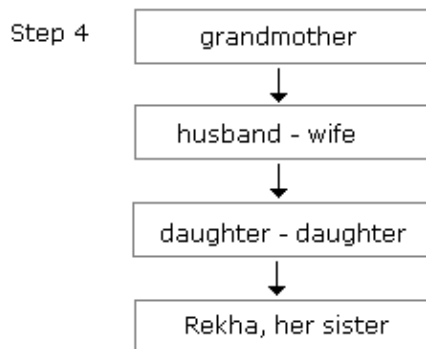 Step 4
grandmother
husband - wife
daughter - daughter
Rekha, her sister